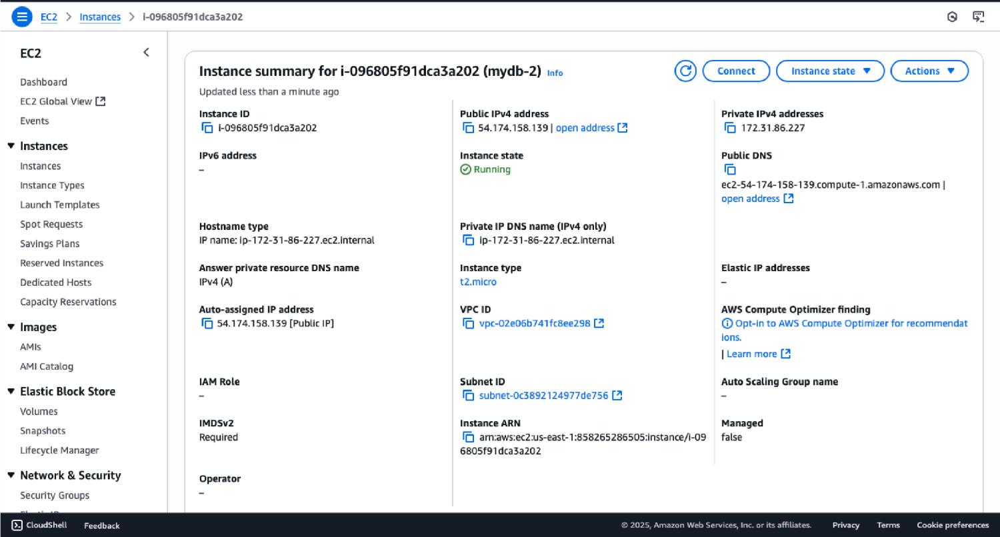 EC2 > Instances > i-096805f91dca3a202
EC2
Dashboard
EC2 Global View
Events
Instances
Instances
Instance Types
Launch Templates
Spot Requests
Savings Plans
Reserved Instances
Dedicated Hosts
Capacity Reservations
Images
AMIs
AMI Catalog
Elastic Block Store
Volumes
Snapshots
Lifecycle Manager
Network & Security
Security Groups
Instance summary for i-096805f91dca3a202 (mydb-2) Info
Updated less than a minute ago
Connect
Instance state
Actions
Instance ID
i-096805f91dca3a202
Public IPv4 address
54.174.158.139 | open address
Private IPv4 addresses
172.31.86.227
IPv6 address
–
Instance state
Running
Public DNS
ec2-54-174-158-139.compute-1.amazonaws.com |
open address
Hostname type
IP name: ip-172-31-86-227.ec2.internal
Private IP DNS name (IPv4 only)
ip-172-31-86-227.ec2.internal
Answer private resource DNS name
IPv4 (A)
Instance type
t2.micro
Elastic IP addresses
–
Auto-assigned IP address
54.174.158.139 [Public IP]
VPC ID
vpc-02e06b741fc8ee298
AWS Compute Optimizer finding
Opt-in to AWS Compute Optimizer for recommendat
ions.
| Learn more
IAM Role
–
Subnet ID
subnet-0c3892124977de756
Auto Scaling Group name
–
IMDSv2
Required
Instance ARN
arn:aws:ec2:us-east-1:858265286505:instance/i-09
6805f91dca3a202
Managed
false
Operator
–
CloudShell
Feedback
© 2025, Amazon Web Services, Inc. or its affiliates.
Privacy
Terms
Cookie preferences